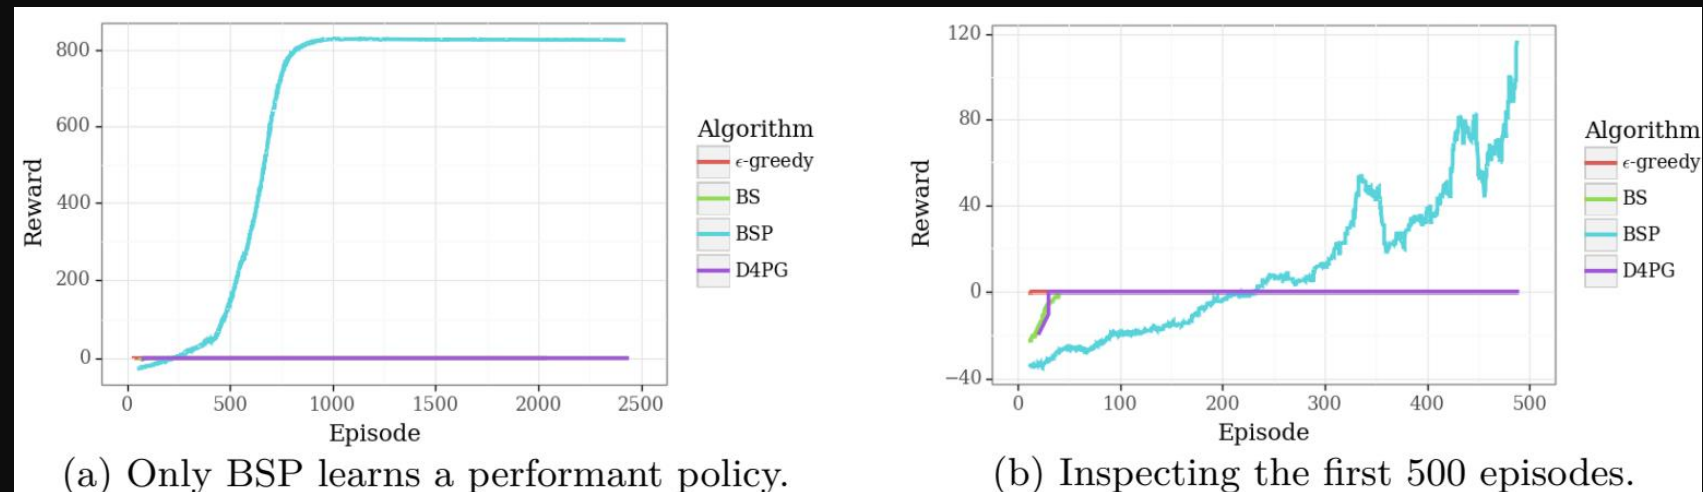 800
600
400
200
0
Reward
0 500 1000 1500 2000 2500
Episode
Algorithm
ϵ-greedy
BS
BSP
D4PG
(a) Only BSP learns a performant policy.
120
80
40
0
−40
Reward
0 100 200 300 400 500
Episode
Algorithm
ϵ-greedy
BS
BSP
D4PG
(b) Inspecting the first 500 episodes.